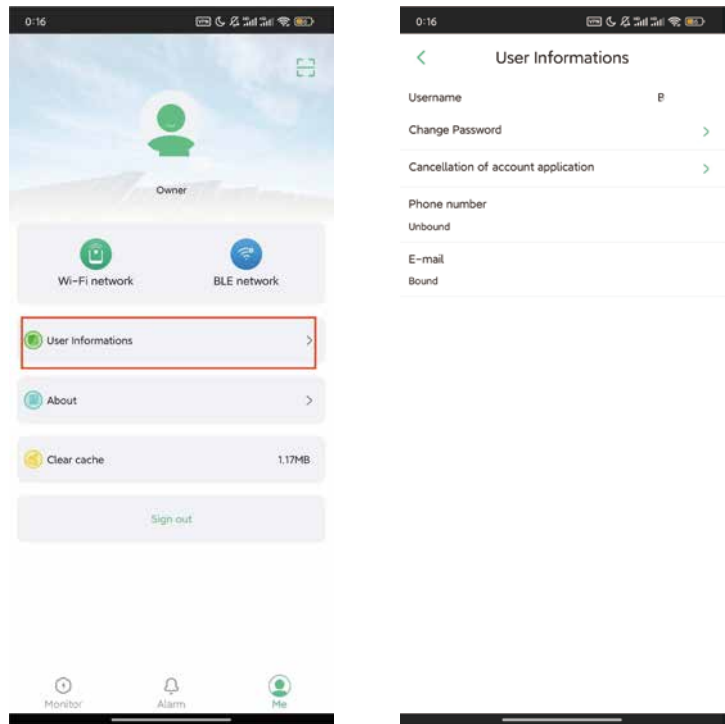 0:16
Owner
Wi-Fi network
BLE network
User Informations
About
Clear cache 1.17MB
Sign out
Monitor Alarm Me
0:16
User Informations
Username
Change Password
Cancellation of account application
Phone number
Unbound
E-mail
Bound